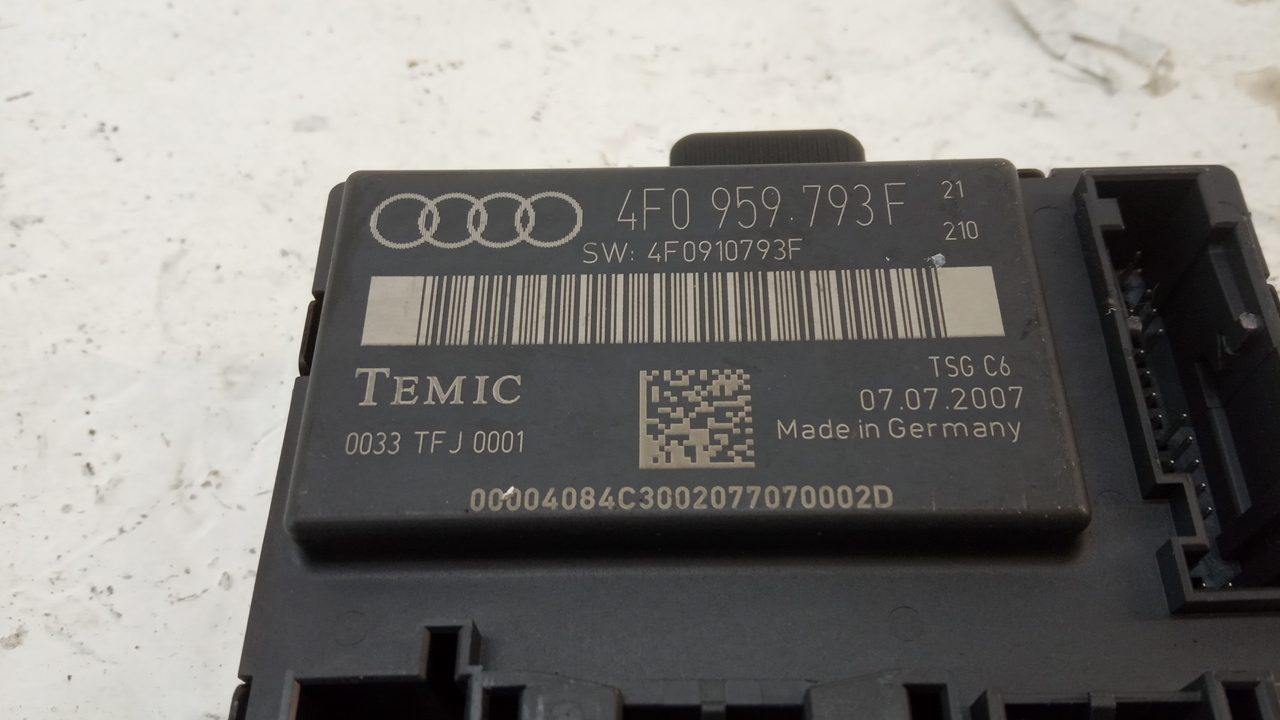 4F0 959.793F 21
210
SW: 4F0910793F
TEMIC
TSG C6
07.07.2007
0033 TFJ 0001
Made in Germany
00004084C3002077070002D